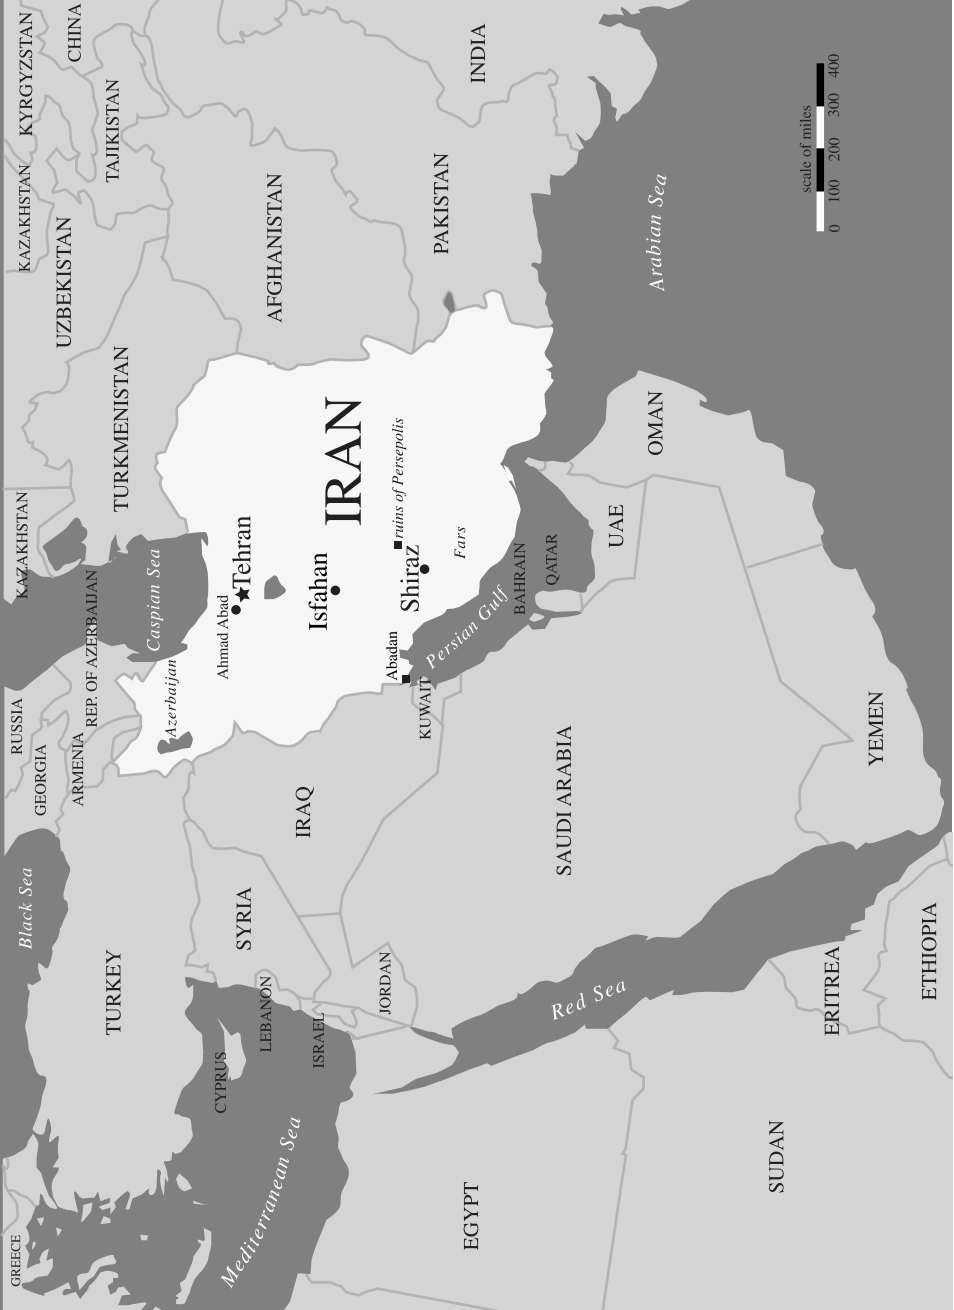 GREECE
Black Sea
GEORGIA
RUSSIA
KAZAKHSTAN
KAZAKHSTAN
KYRGYZSTAN
CHINA
ARMENIA
REP. OF AZERBAIJAN
UZBEKISTAN
TURKEY
TURKMENISTAN
TAJIKISTAN
Caspian Sea
Azerbaijan
CYPRUS
Ahmad Abad
Tehran
SYRIA
LEBANON
Mediterranean Sea
AFGHANISTAN
ISRAEL
IRAQ
Isfahan
IRAN
JORDAN
Abadan
ruins of Persepolis
Shiraz
KUWAIT
PAKISTAN
Fars
Persian Gulf
EGYPT
INDIA
BAHRAIN
QATAR
SAUDI ARABIA
Red Sea
UAE
OMAN
Arabian Sea
SUDAN
ERITREA
YEMEN
ETHIOPIA
scale of miles
0 100 200 300 400